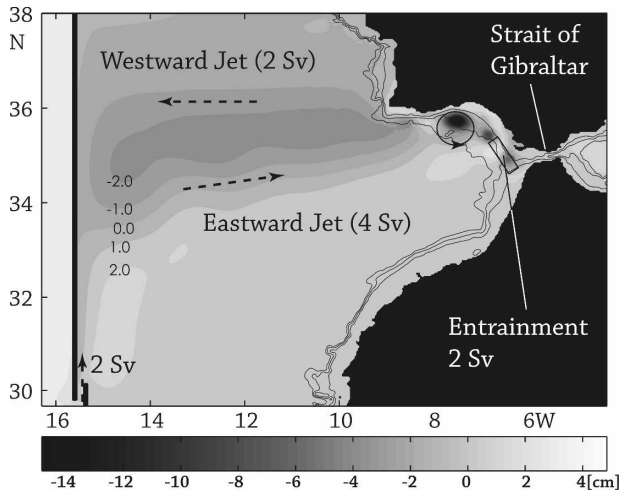 38
N
36
34
32
30
Westward Jet (2 Sv)
Strait of
Gibraltar
-2.0
-1.0
0.0
1.0
2.0
Eastward Jet (4 Sv)
2 Sv
Entrainment
2 Sv
16 14 12 10 8 6W
-14 -12 -10 -8 -6 -4 -2 0 2 4[cm]